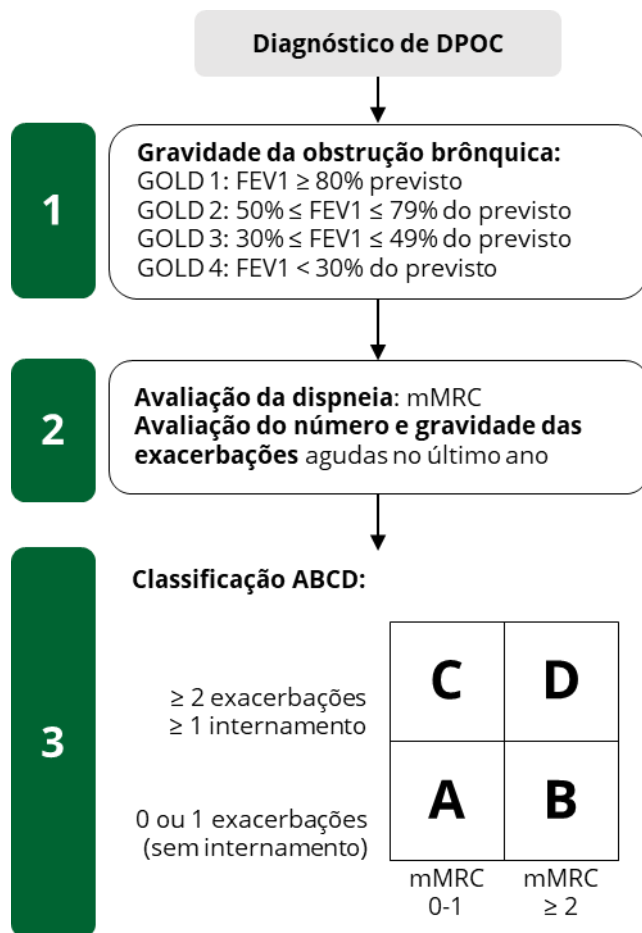 Diagnóstico de DPOC
1
Gravidade da obstrução brônquica:
GOLD 1: FEV1 ≥ 80% previsto
GOLD 2: 50% ≤ FEV1 ≤ 79% do previsto
GOLD 3: 30% ≤ FEV1 ≤ 49% do previsto
GOLD 4: FEV1 < 30% do previsto
2
Avaliação da dispneia: mMRC
Avaliação do número e gravidade das
exacerbações agudas no último ano
3
Classificação ABCD:
≥ 2 exacerbações
≥ 1 internamento
C D
0 ou 1 exacerbações
(sem internamento)
A B
mMRC
0-1
mMRC
≥ 2